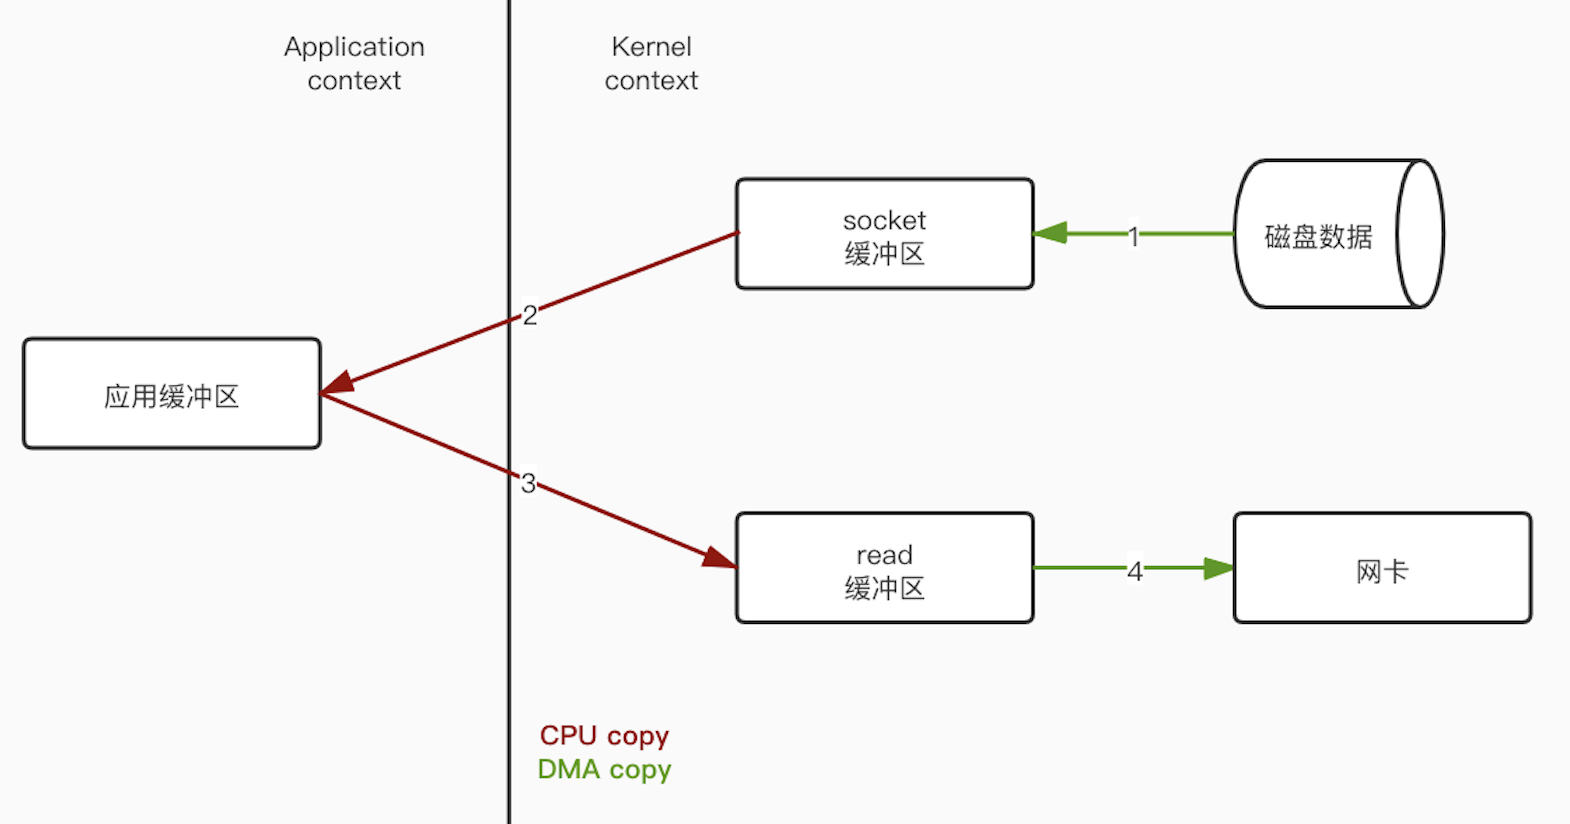 Application
context
Kernel
context
socket
缓冲区
1
磁盘数据
2
应用缓冲区
3
read
缓冲区
4
网卡
CPU copy
DMA copy